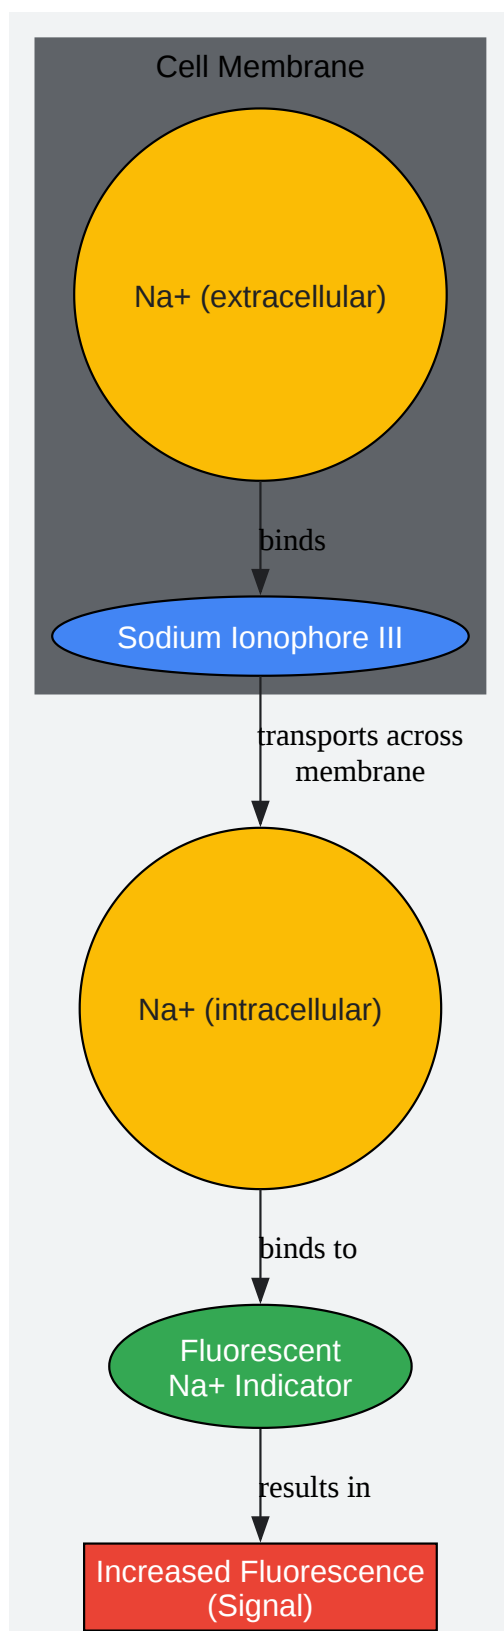 Cell Membrane
Na+ (extracellular)
binds
Sodium Ionophore III
transports across
membrane
Na+ (intracellular)
binds to
Fluorescent
Na+ Indicator
results in
Increased Fluorescence
(Signal)